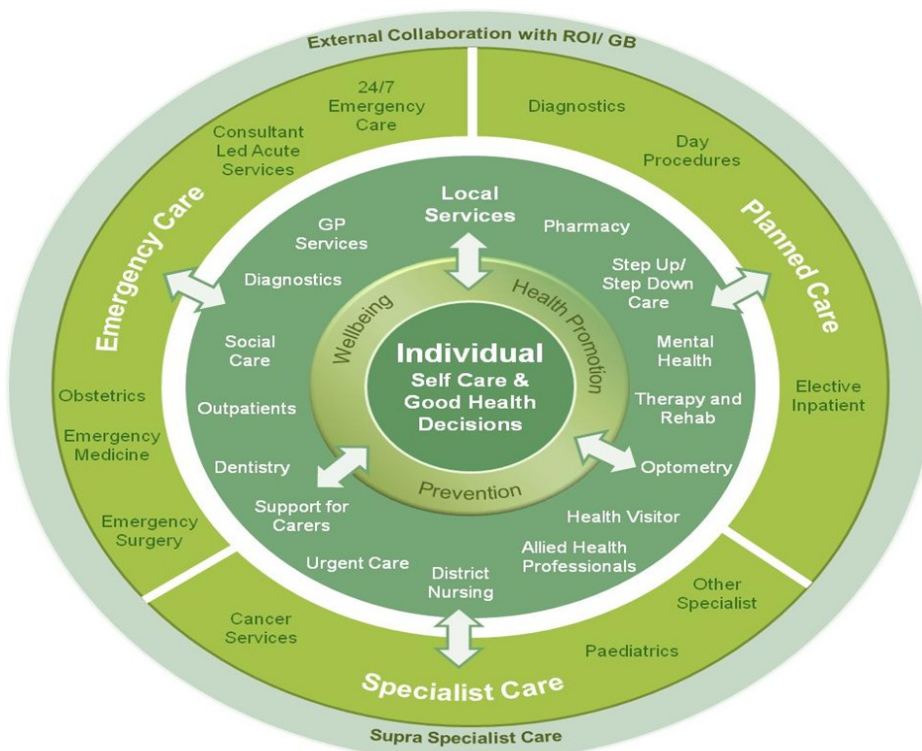 External Collaboration with ROI/ GB
24/7
Emergency
Care
Consultant
Led Acute
Services
Emergency Care
Obstetrics
Emergency
Medicine
Emergency
Surgery
Diagnostics
Day
Procedures
Planned Care
Elective
Inpatient
Other
Specialist
Paediatrics
Cancer
Services
Specialist Care
Supra Specialist Care
Local
Services
GP
Services
Diagnostics
Social
Care
Outpatients
Dentistry
Support for
Carers
Urgent Care
District
Nursing
Allied Health
Professionals
Health Visitor
Optometry
Therapy and
Rehab
Mental
Health
Step Up/
Step Down
Care
Pharmacy
Wellbeing
Health Promotion
Prevention
Individual
Self Care &
Good Health
Decisions